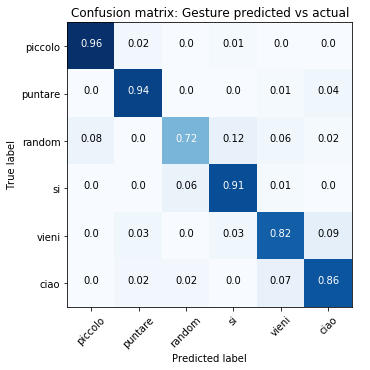 Confusion matrix: Gesture predicted vs actual
piccolo 0.96 0.02 0.0 0.01 0.0 0.0
puntare 0.0 0.94 0.0 0.0 0.01 0.04
random 0.08 0.0 0.72 0.12 0.06 0.02
si 0.0 0.0 0.06 0.91 0.01 0.0
vieni 0.0 0.03 0.0 0.03 0.82 0.09
ciao 0.0 0.02 0.02 0.0 0.07 0.86
True label
piccolo puntare random si vieni ciao
Predicted label